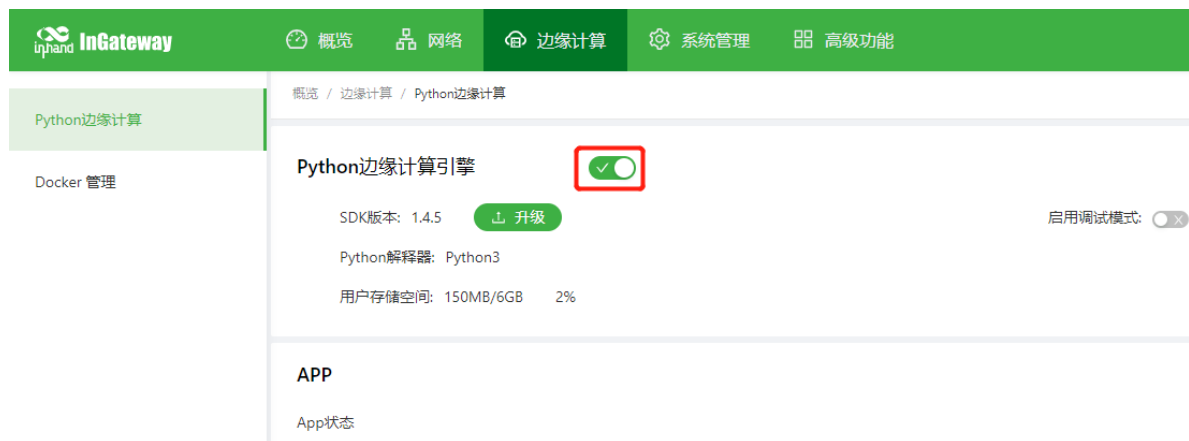 inhand InGateway 概览 网络 边缘计算 系统管理 高级功能
概览 / 边缘计算 / Python边缘计算
Python边缘计算
Docker 管理
Python边缘计算引擎
SDK版本: 1.4.5 升级 启用调试模式:
Python解释器: Python3
用户存储空间: 150MB/6GB 2%
APP
App状态